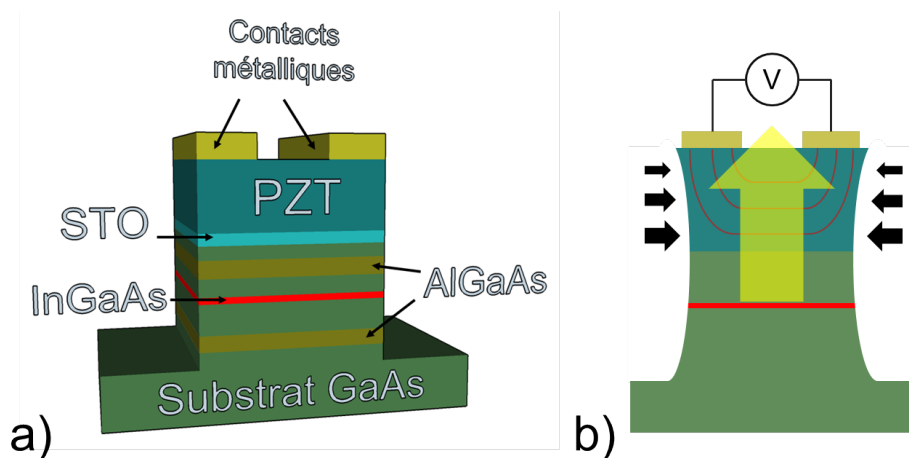 Contacts
métalliques
PZT
STO
InGaAs
AlGaAs
Substrat GaAs
a)
V
b)